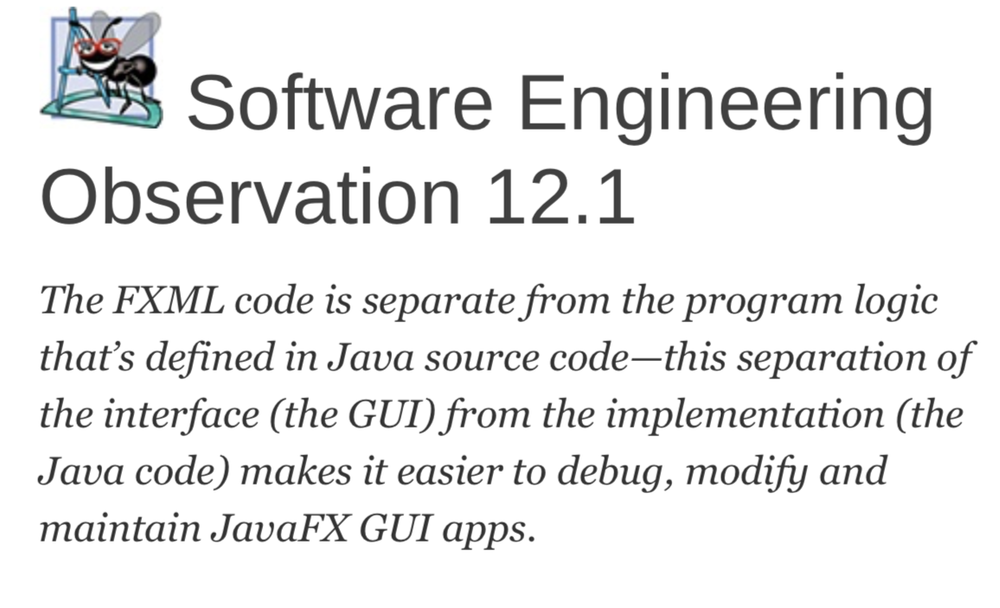 Software Engineering
Observation 12.1
The FXML code is separate from the program logic
that’s defined in Java source code—this separation of
the interface (the GUI) from the implementation (the
Java code) makes it easier to debug, modify and
maintain JavaFX GUI apps.